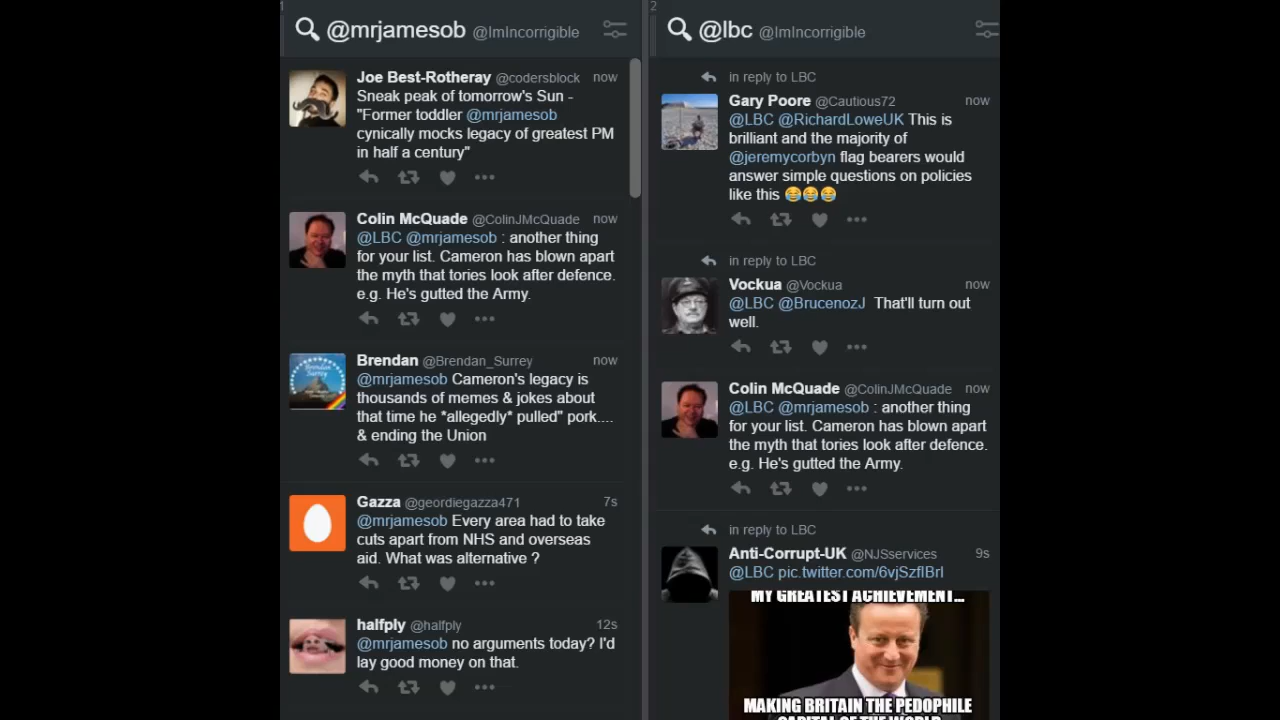 1
@mrjamesob @ImIncorrigible
Joe Best-Rotheray @codersblock now
Sneak peak of tomorrow's Sun -
"Former toddler @mrjamesob
cynically mocks legacy of greatest PM
in half a century"
Colin McQuade @ColinJMcQuade now
@LBC @mrjamesob : another thing
for your list. Cameron has blown apart
the myth that tories look after defence.
e.g. He's gutted the Army.
Brendan @Brendan_Surrey now
@mrjamesob Cameron's legacy is
thousands of memes & jokes about
that time he *allegedly* pulled" pork....
& ending the Union
Gazza @geordiegazza471 7s
@mrjamesob Every area had to take
cuts apart from NHS and overseas
aid. What was alternative ?
halfply @halfply 12s
@mrjamesob no arguments today? I'd
lay good money on that.
2
@lbc @ImIncorrigible
in reply to LBC
Gary Poore @Cautious72 now
@LBC @RichardLoweUK This is
brilliant and the majority of
@jeremycorbyn flag bearers would
answer simple questions on policies
like this 😂😂😂
in reply to LBC
Vockua @Vockua now
@LBC @BrucenozJ That'll turn out
well.
Colin McQuade @ColinJMcQuade now
@LBC @mrjamesob : another thing
for your list. Cameron has blown apart
the myth that tories look after defence.
e.g. He's gutted the Army.
in reply to LBC
Anti-Corrupt-UK @NJSservices 9s
@LBC pic.twitter.com/6vjSzflBrI
MY GREATEST ACHIEVEMENT...
MAKING BRITAIN THE PEDOPHILE
CAPITAL OF THE WORLD